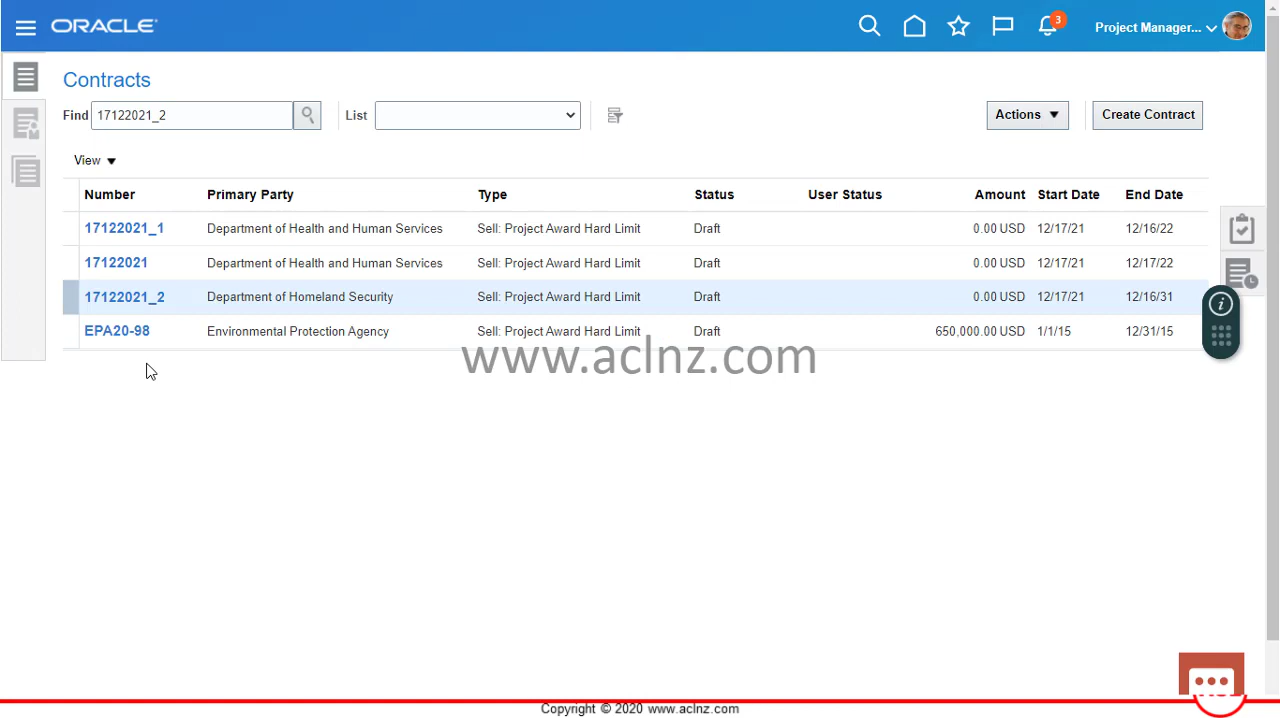 ORACLE
3
Project Manager...
Contracts
Find 17122021_2 List Actions Create Contract
View
Number Primary Party Type Status User Status Amount Start Date End Date
17122021_1 Department of Health and Human Services Sell: Project Award Hard Limit Draft 0.00 USD 12/17/21 12/16/22
17122021 Department of Health and Human Services Sell: Project Award Hard Limit Draft 0.00 USD 12/17/21 12/17/22
17122021_2 Department of Homeland Security Sell: Project Award Hard Limit Draft 0.00 USD 12/17/21 12/16/31
EPA20-98 Environmental Protection Agency Sell: Project Award Hard Limit Draft 650,000.00 USD 1/1/15 12/31/15
www.aclnz.com
Copyright © 2020 www.aclnz.com